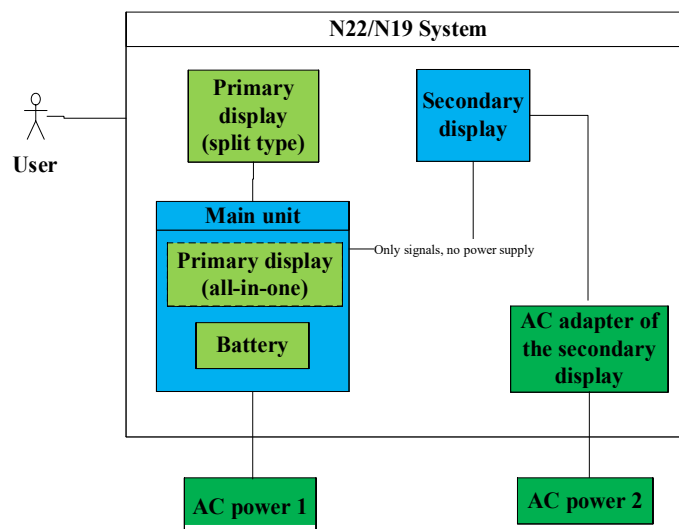 N22/N19 System
User
Primary
display
(split type)
Secondary
display
Main unit
Only signals, no power supply
Primary display
(all-in-one)
Battery
AC adapter of
the secondary
display
AC power 1
AC power 2